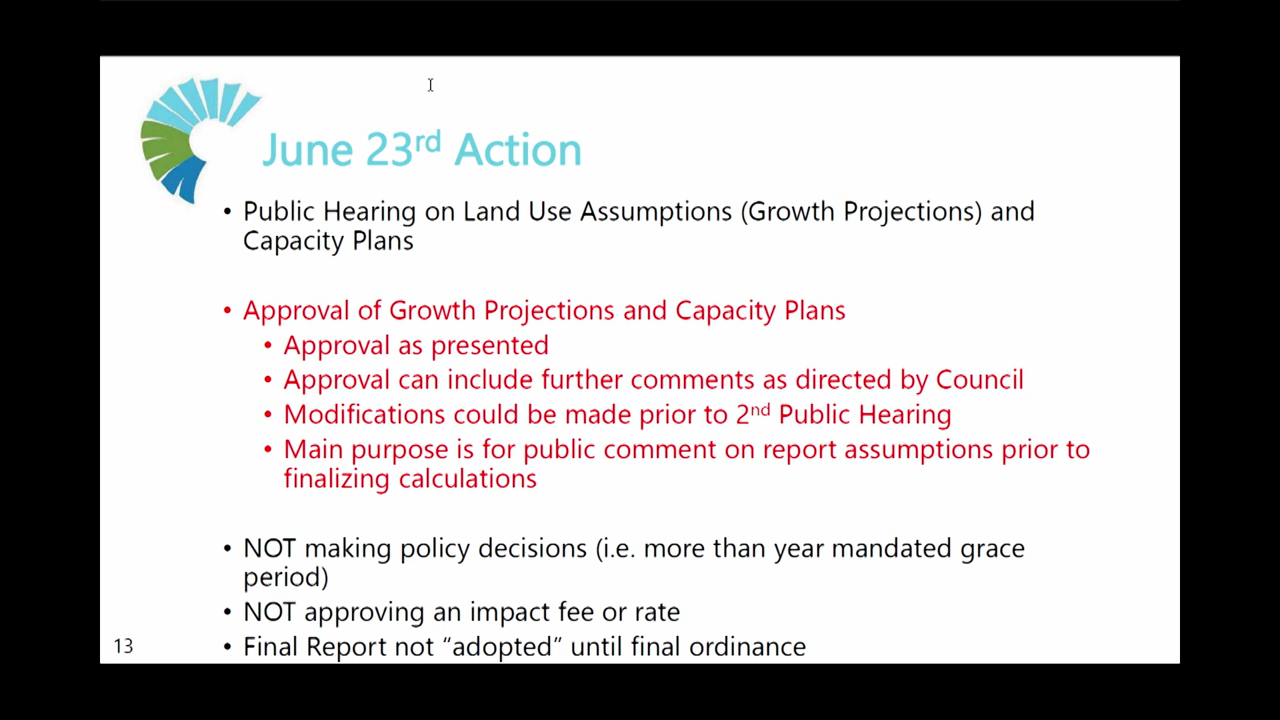 June 23rd Action
• Public Hearing on Land Use Assumptions (Growth Projections) and
Capacity Plans
• Approval of Growth Projections and Capacity Plans
• Approval as presented
• Approval can include further comments as directed by Council
• Modifications could be made prior to 2nd Public Hearing
• Main purpose is for public comment on report assumptions prior to
finalizing calculations
• NOT making policy decisions (i.e. more than year mandated grace
period)
• NOT approving an impact fee or rate
• Final Report not “adopted” until final ordinance
13